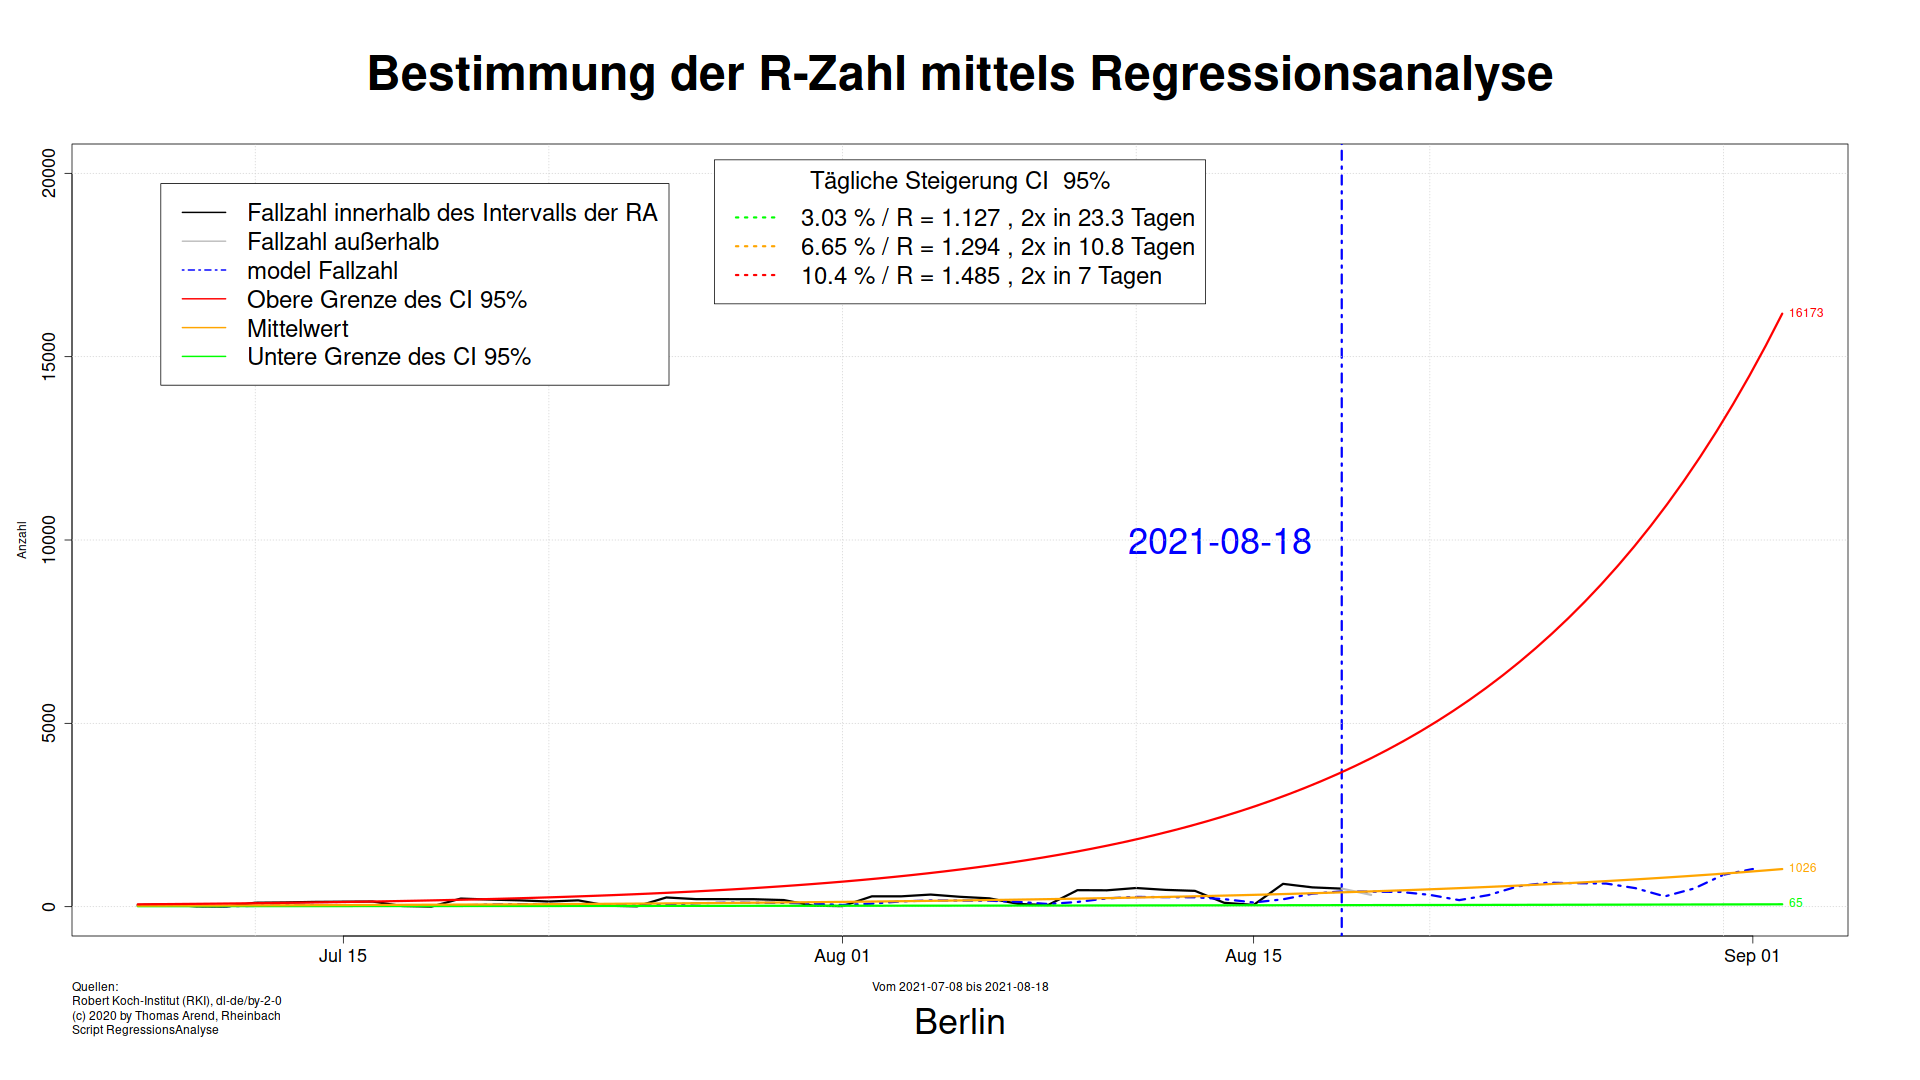 Bestimmung der R-Zahl mittels Regressionsanalyse
Fallzahl innerhalb des Intervalls der RA
Fallzahl außerhalb
model Fallzahl
Obere Grenze des CI 95%
Mittelwert
Untere Grenze des CI 95%
Tägliche Steigerung CI 95%
3.03 % / R = 1.127 , 2x in 23.3 Tagen
6.65 % / R = 1.294 , 2x in 10.8 Tagen
10.4 % / R = 1.485 , 2x in 7 Tagen
20000
15000
10000
5000
0
Anzahl
2021-08-18
16173
1026
65
Jul 15
Aug 01
Aug 15
Sep 01
Quellen:
Robert Koch-Institut (RKI), dl-de/by-2-0
(c) 2020 by Thomas Arend, Rheinbach
Script RegressionsAnalyse
Vom 2021-07-08 bis 2021-08-18
Berlin